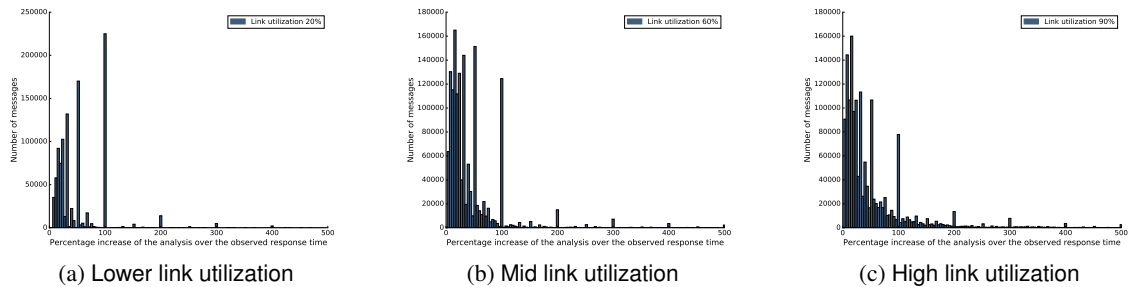 250000
200000
150000
100000
50000
0
Number of messages
Link utilization 20%
0 100 200 300 400 500
Percentage increase of the analysis over the observed response time
(a) Lower link utilization
180000
160000
140000
120000
100000
80000
60000
40000
20000
0
Number of messages
Link utilization 60%
0 100 200 300 400 500
Percentage increase of the analysis over the observed response time
(b) Mid link utilization
180000
160000
140000
120000
100000
80000
60000
40000
20000
0
Number of messages
Link utilization 90%
0 100 200 300 400 500
Percentage increase of the analysis over the observed response time
(c) High link utilization